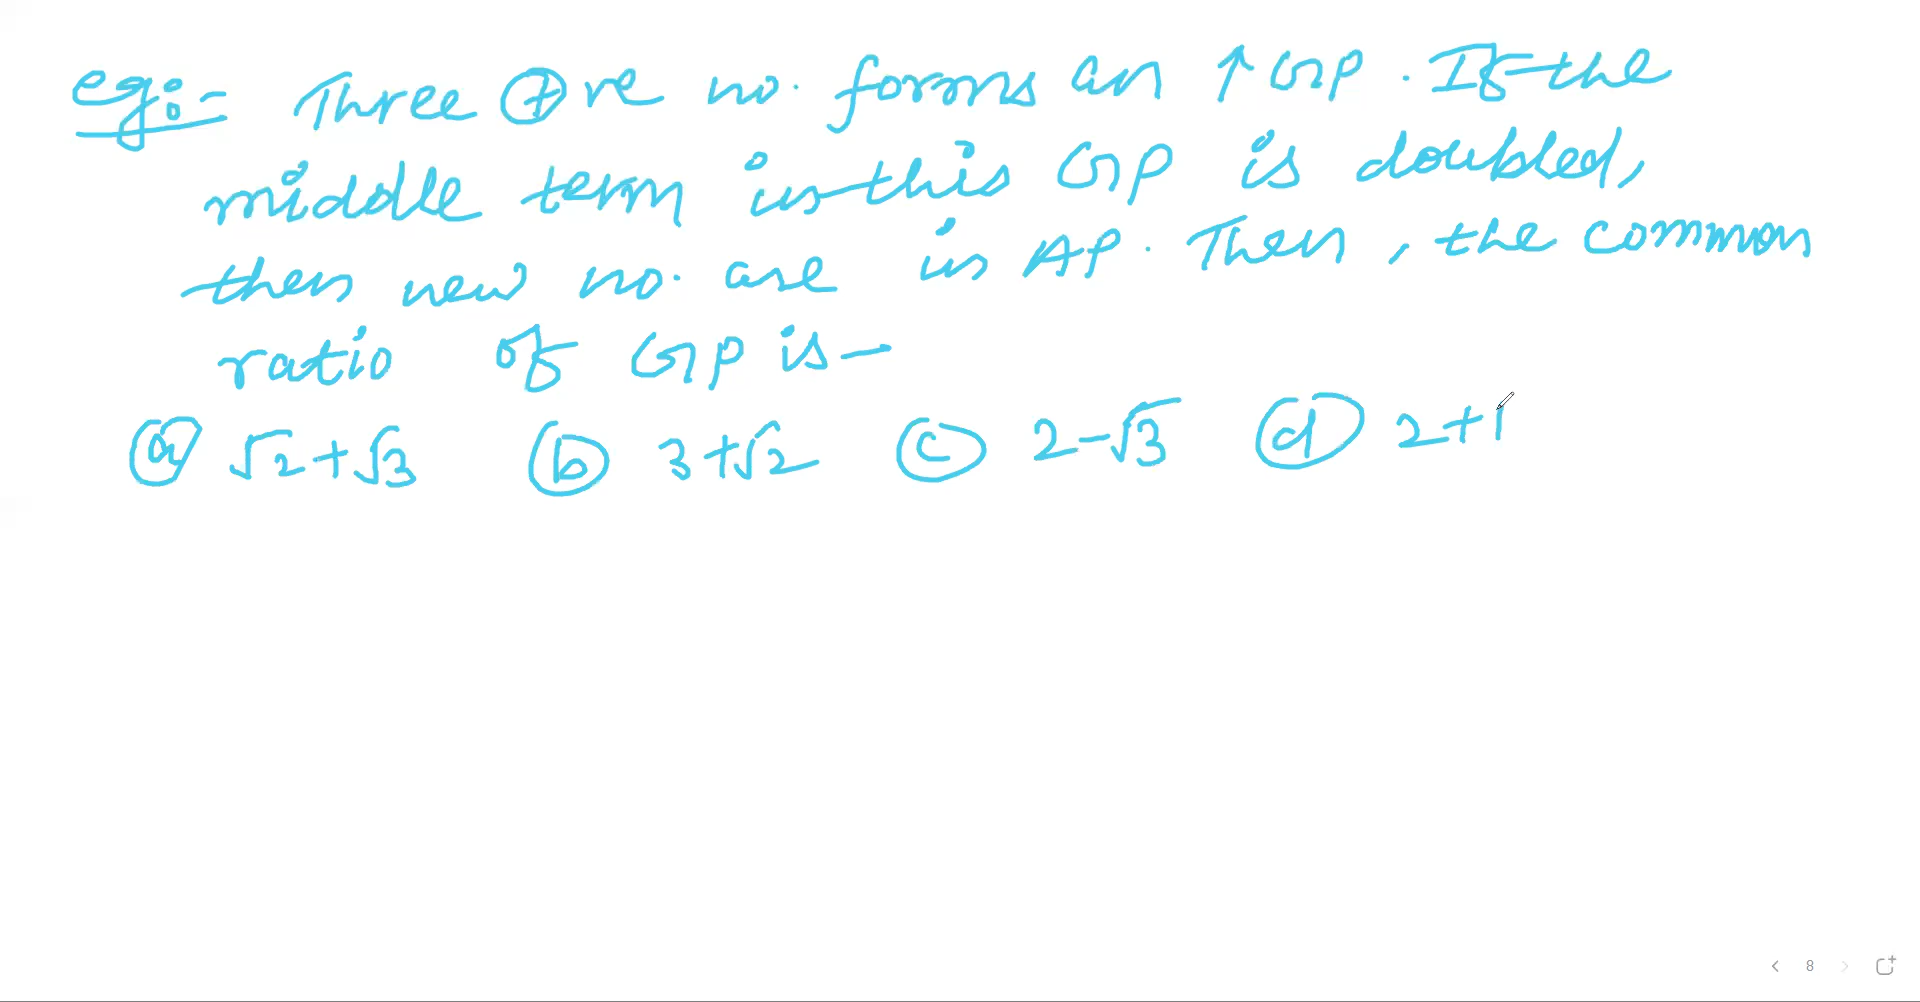 eg:- Three ⊕ve no. forms an ↑ GP. If the
middle term in this GP is doubled,
then new no. are in AP. Then, the common
ratio of GP is -
(a) √2+√3 (b) 3+√2 (c) 2-√3 (d) 2+1
8